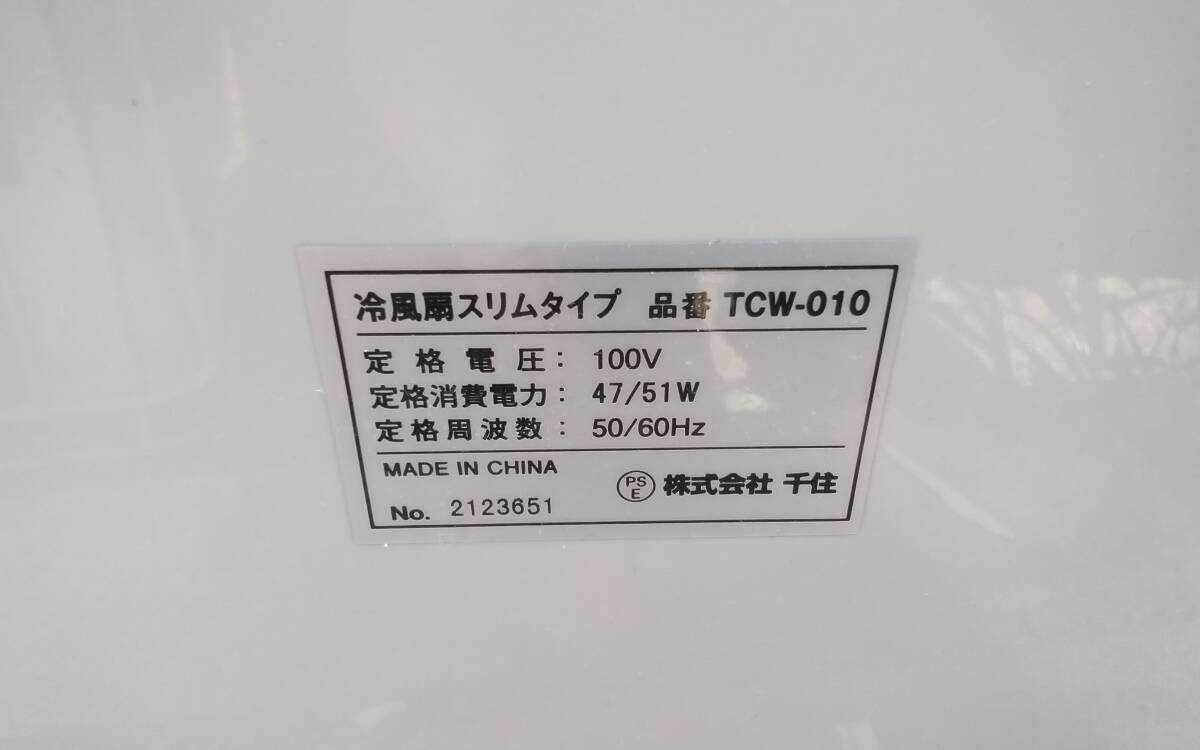 冷風扇スリムタイプ 品番 TCW-010
定格電圧: 100V
定格消費電力: 47/51W
定格周波数: 50/60Hz
MADE IN CHINA
PS E 株式会社 千住
No. 2123651